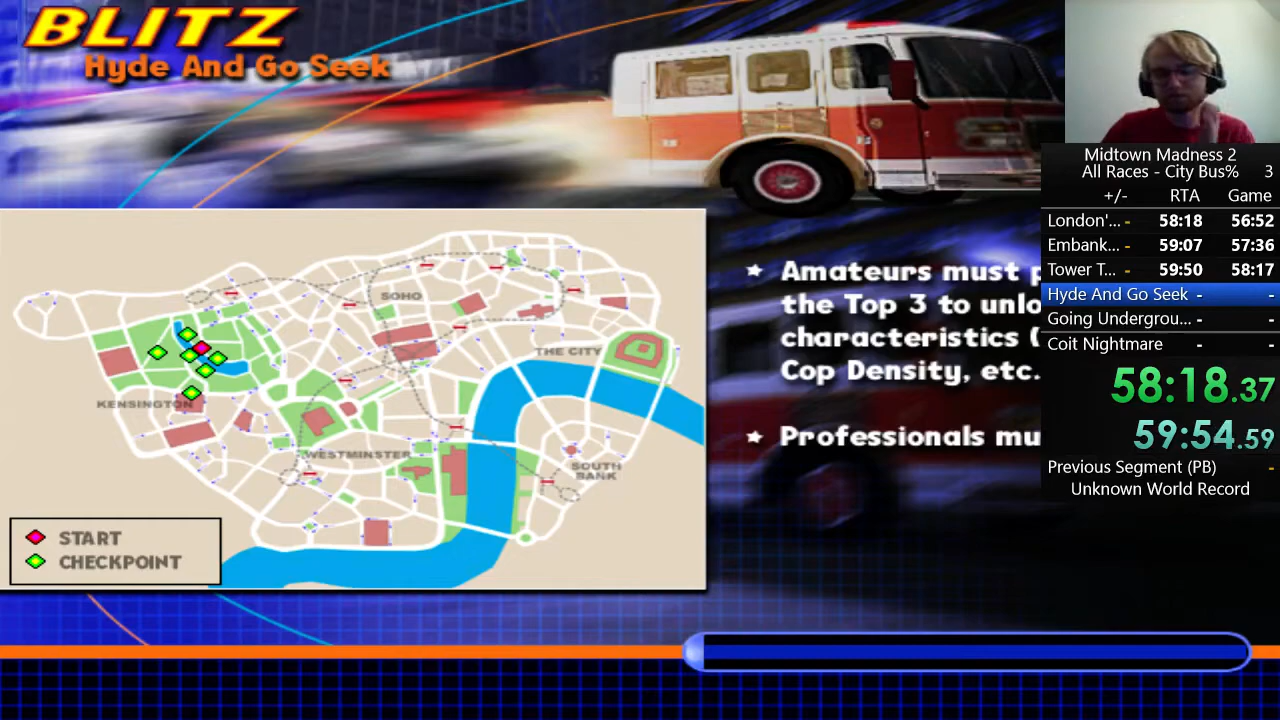 BLITZ
Hyde And Go Seek
SOHO
THE CITY
KENSINGTON
WESTMINSTER
SOUTH
BANK
START
CHECKPOINT
Amateurs must p
the Top 3 to unlo
characteristics (
Cop Density, etc.
Professionals mu
Midtown Madness 2
All Races - City Bus% 3
+/- RTA Game
London'... - 58:18 56:52
Embank... - 59:07 57:36
Tower T... - 59:50 58:17
Hyde And Go Seek - -
Going Undergrou... - -
Coit Nightmare - -
58:18.37
59:54.59
Previous Segment (PB) -
Unknown World Record